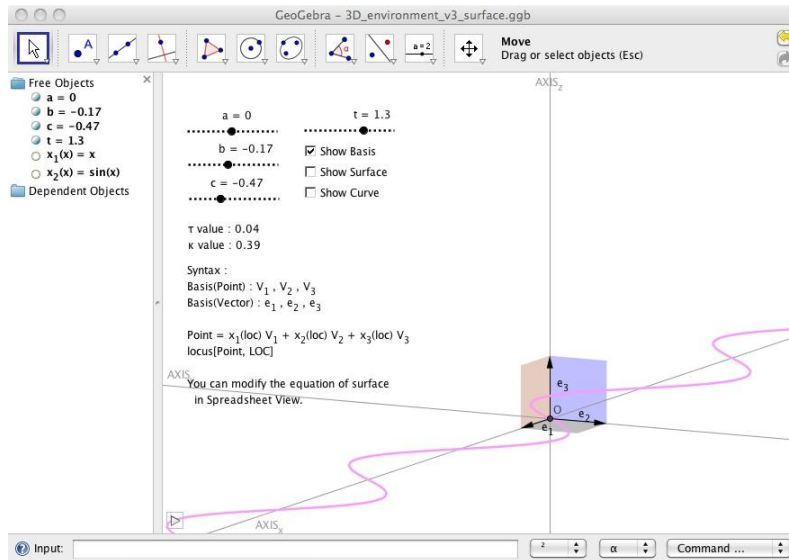 GeoGebra – 3D_environment_v3_surface.ggb
A
α
a = 2
Move
Drag or select objects (Esc)
Free Objects
a = 0
b = –0.17
c = –0.47
t = 1.3
x₁(x) = x
x₂(x) = sin(x)
Dependent Objects
a = 0
t = 1.3
b = –0.17
Show Basis
Show Surface
c = –0.47
Show Curve
τ value : 0.04
κ value : 0.39
Syntax :
Basis(Point) : V₁ , V₂ , V₃
Basis(Vector) : e₁ , e₂ , e₃
Point = x₁(loc) V₁ + x₂(loc) V₂ + x₃(loc) V₃
locus[Point, LOC]
You can modify the equation of surface
in Spreadsheet View.
AXIS_z
AXIS
e₃
O
e₂
e₁
AXISₓ
Input:
²
α
Command ...